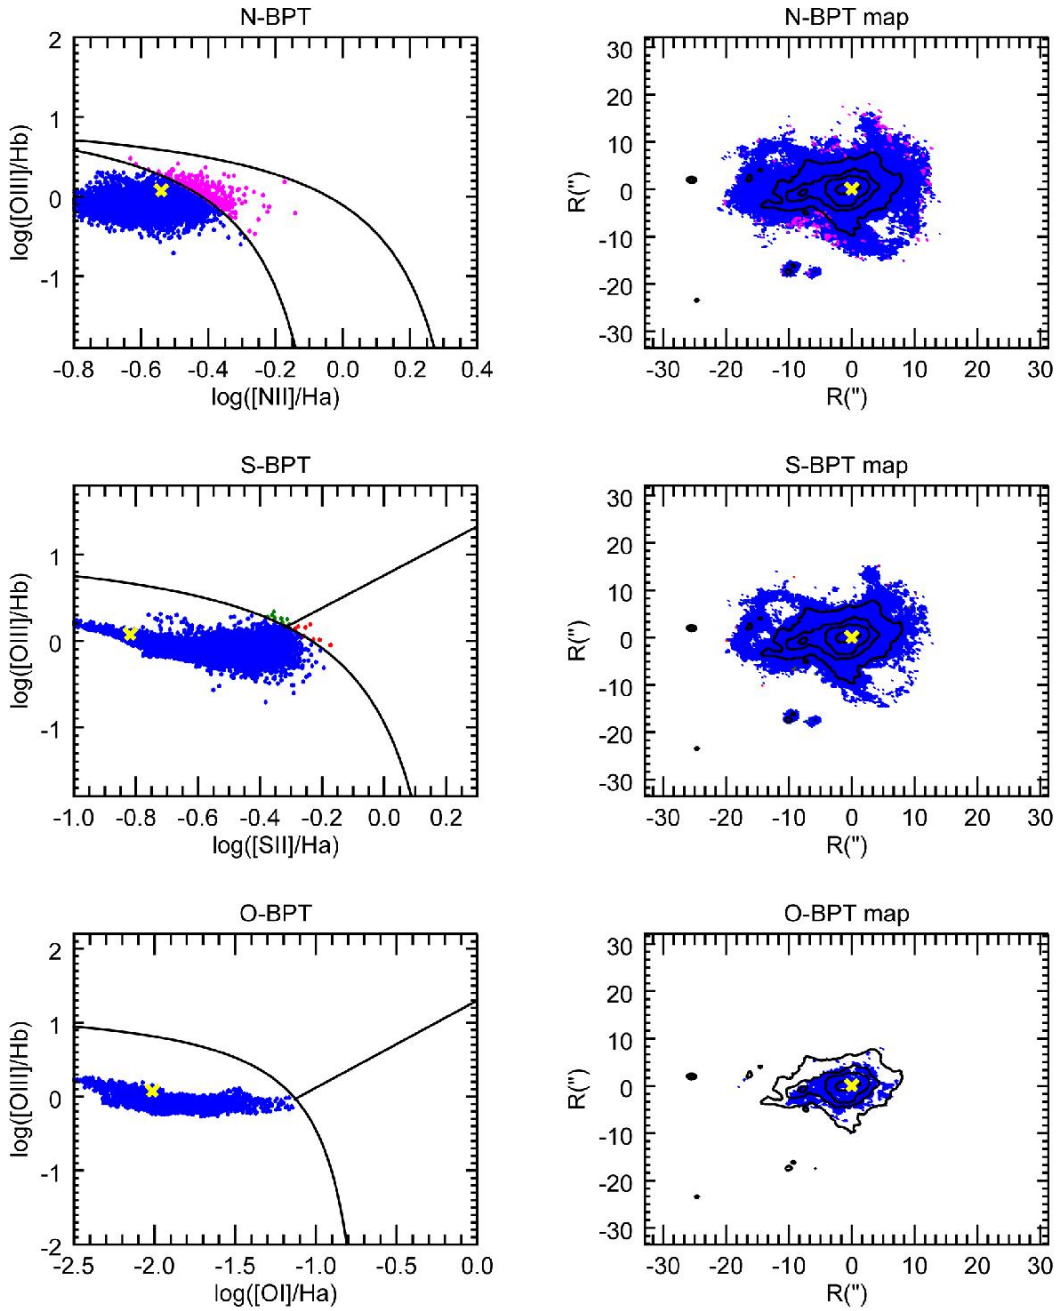 N-BPT
N-BPT map
2
1
0
-1
log([OIII]/Hb)
-0.8 -0.6 -0.4 -0.2 0.0 0.2 0.4
log([NII]/Ha)
30
20
10
0
-10
-20
-30
R(")
-30 -20 -10 0 10 20 30
R(")
S-BPT
S-BPT map
1
0
-1
log([OIII]/Hb)
-1.0 -0.8 -0.6 -0.4 -0.2 0.0 0.2
log([SII]/Ha)
30
20
10
0
-10
-20
-30
R(")
-30 -20 -10 0 10 20 30
R(")
O-BPT
O-BPT map
2
1
0
-1
-2
log([OIII]/Hb)
-2.5 -2.0 -1.5 -1.0 -0.5 0.0
log([OI]/Ha)
30
20
10
0
-10
-20
-30
R(")
-30 -20 -10 0 10 20 30
R(")